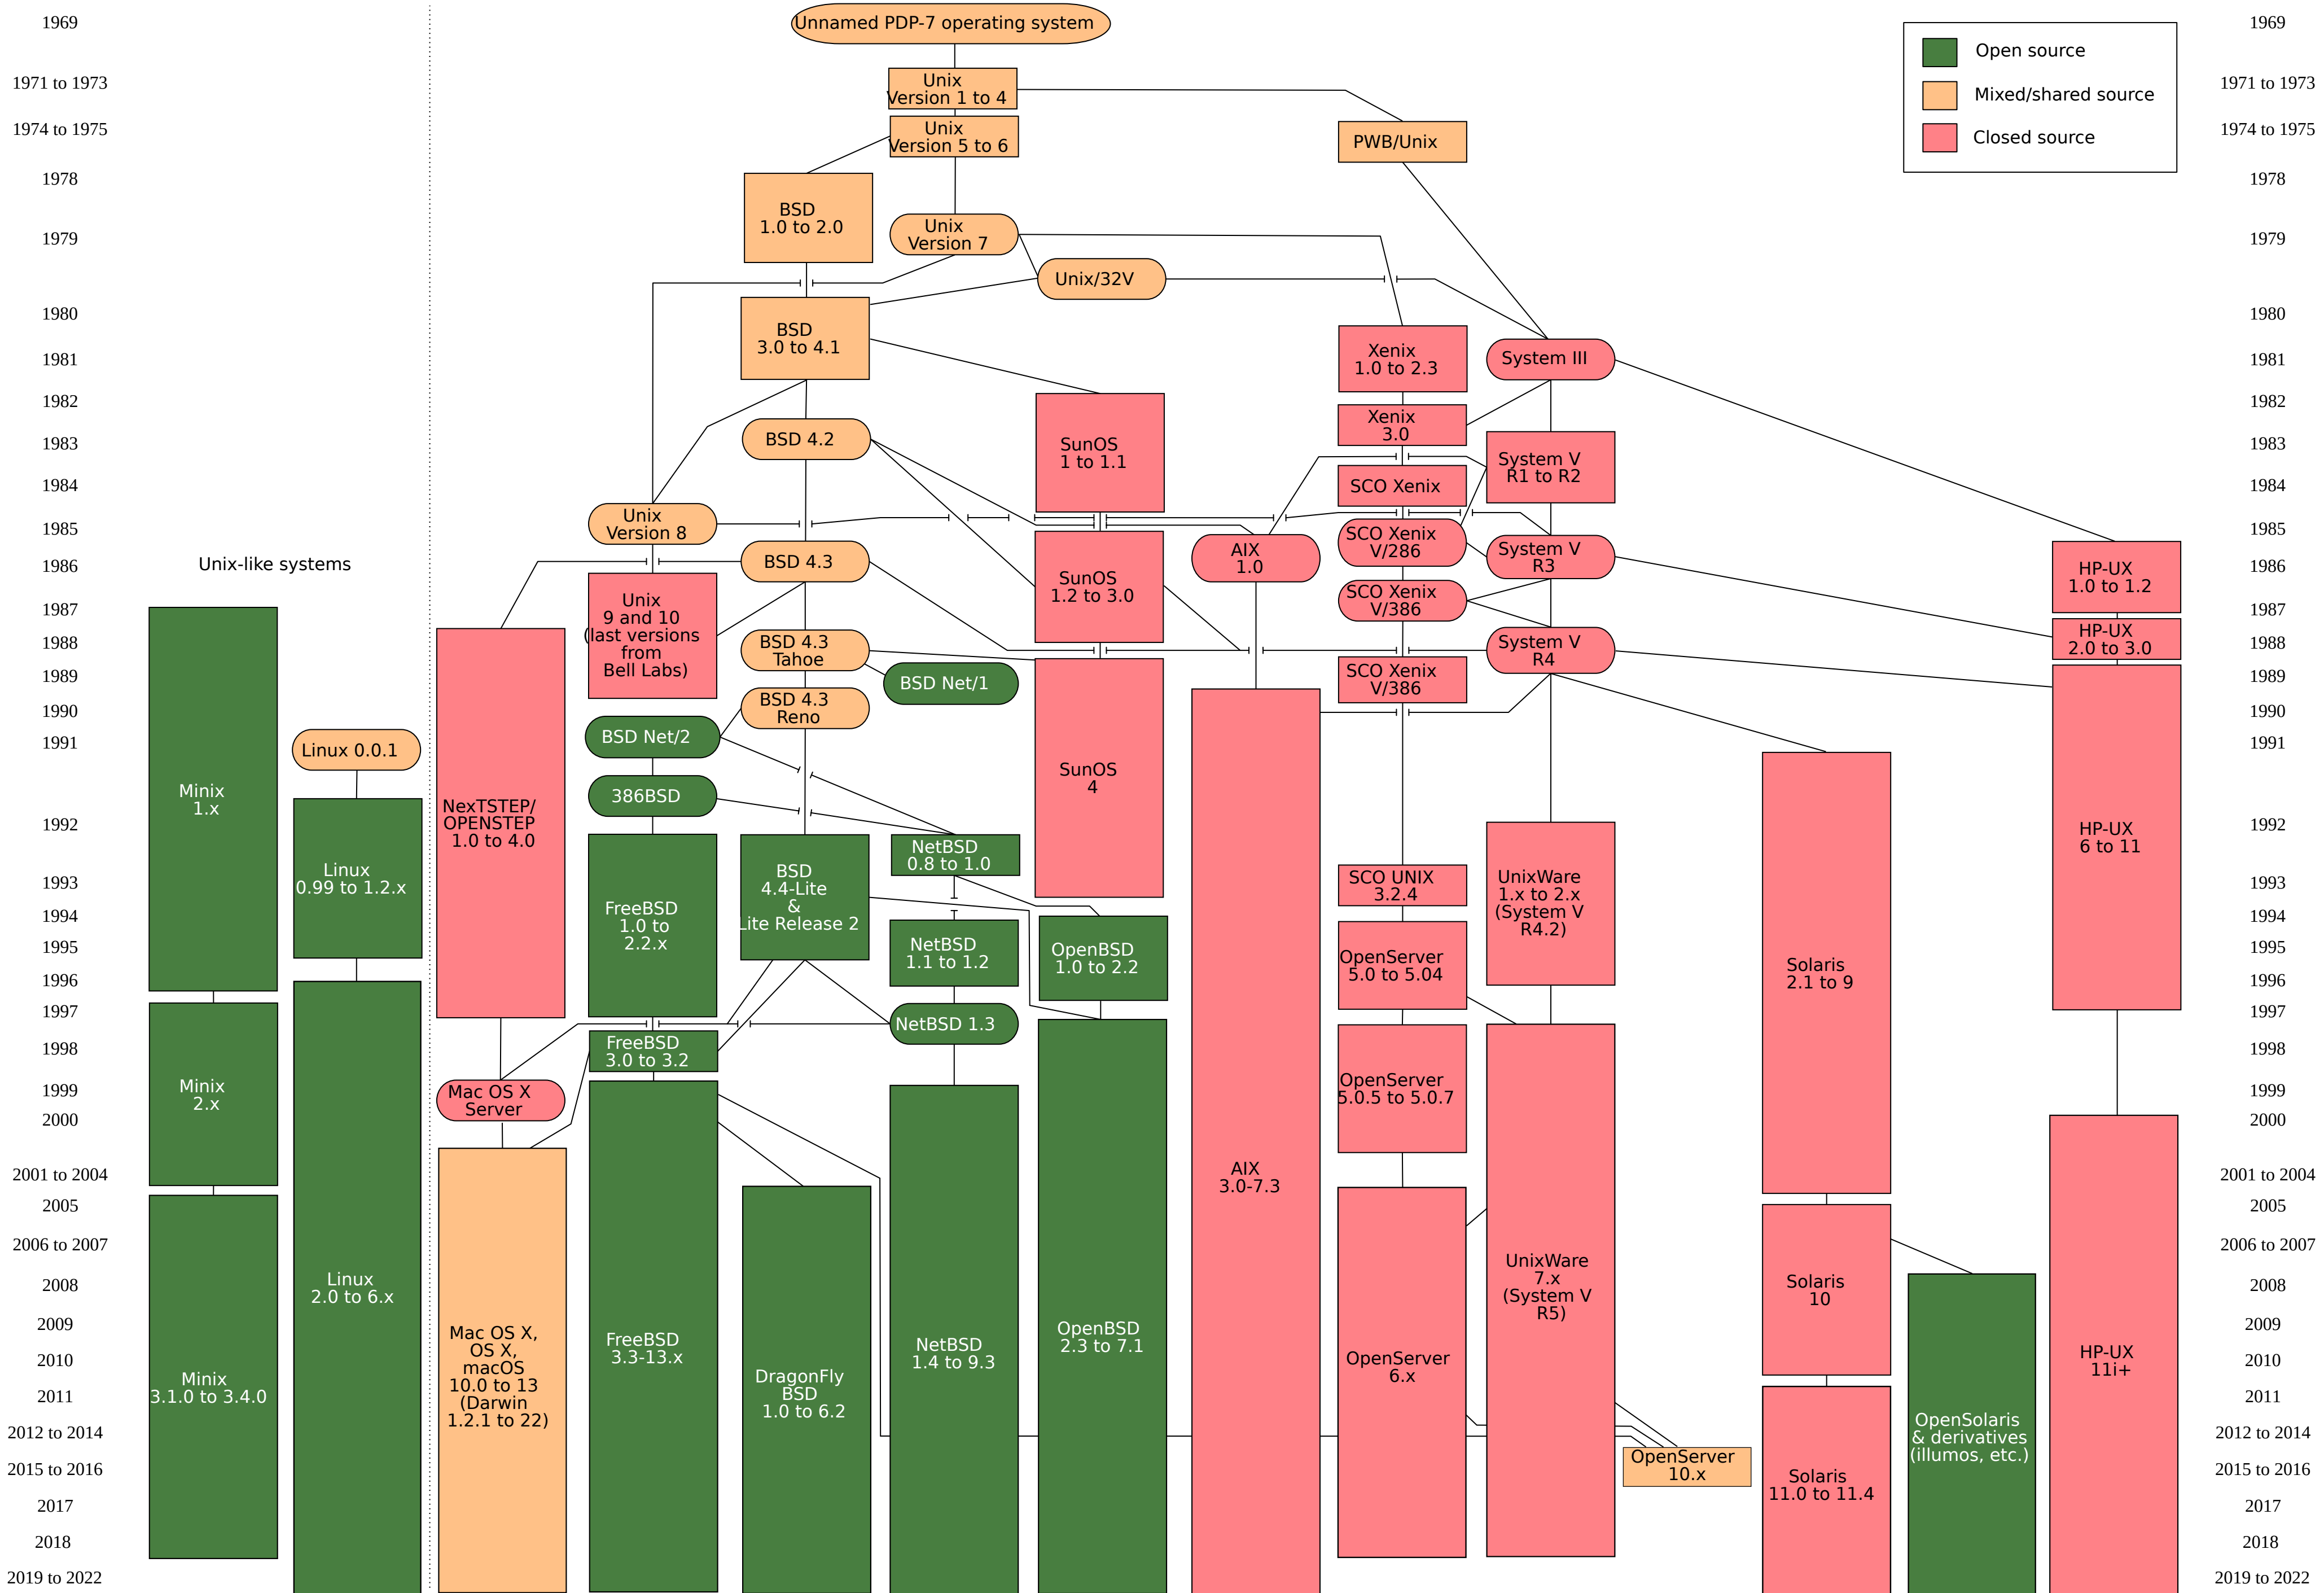 1969
1971 to 1973
1974 to 1975
1978
1979
1980
1981
1982
1983
1984
1985
1986
1987
1988
1989
1990
1991
1992
1993
1994
1995
1996
1997
1998
1999
2000
2001 to 2004
2005
2006 to 2007
2008
2009
2010
2011
2012 to 2014
2015 to 2016
2017
2018
2019 to 2022
Unix-like systems
Minix
1.x
Minix
2.x
Minix
3.1.0 to 3.4.0
Linux 0.0.1
Linux
0.99 to 1.2.x
Linux
2.0 to 6.x
NexTSTEP/
OPENSTEP
1.0 to 4.0
Mac OS X
Server
Mac OS X,
OS X,
macOS
10.0 to 13
(Darwin
1.2.1 to 22)
Unix
Version 8
Unix
9 and 10
(last versions
from
Bell Labs)
BSD Net/2
386BSD
FreeBSD
1.0 to
2.2.x
FreeBSD
3.0 to 3.2
FreeBSD
3.3-13.x
Unnamed PDP-7 operating system
Unix
Version 1 to 4
Unix
Version 5 to 6
BSD
1.0 to 2.0
Unix
Version 7
Unix/32V
BSD
3.0 to 4.1
BSD 4.2
BSD 4.3
BSD 4.3
Tahoe
BSD Net/1
BSD 4.3
Reno
BSD
4.4-Lite
&
Lite Release 2
DragonFly
BSD
1.0 to 6.2
NetBSD
0.8 to 1.0
NetBSD
1.1 to 1.2
NetBSD 1.3
NetBSD
1.4 to 9.3
SunOS
1 to 1.1
SunOS
1.2 to 3.0
SunOS
4
OpenBSD
1.0 to 2.2
OpenBSD
2.3 to 7.1
AIX
1.0
AIX
3.0-7.3
PWB/Unix
Xenix
1.0 to 2.3
Xenix
3.0
SCO Xenix
SCO Xenix
V/286
SCO Xenix
V/386
SCO Xenix
V/386
SCO UNIX
3.2.4
OpenServer
5.0 to 5.04
OpenServer
5.0.5 to 5.0.7
OpenServer
6.x
System III
System V
R1 to R2
System V
R3
System V
R4
UnixWare
1.x to 2.x
(System V
R4.2)
UnixWare
7.x
(System V
R5)
OpenServer
10.x
Solaris
2.1 to 9
Solaris
10
Solaris
11.0 to 11.4
OpenSolaris
& derivatives
(illumos, etc.)
HP-UX
1.0 to 1.2
HP-UX
2.0 to 3.0
HP-UX
6 to 11
HP-UX
11i+
Open source
Mixed/shared source
Closed source
1969
1971 to 1973
1974 to 1975
1978
1979
1980
1981
1982
1983
1984
1985
1986
1987
1988
1989
1990
1991
1992
1993
1994
1995
1996
1997
1998
1999
2000
2001 to 2004
2005
2006 to 2007
2008
2009
2010
2011
2012 to 2014
2015 to 2016
2017
2018
2019 to 2022